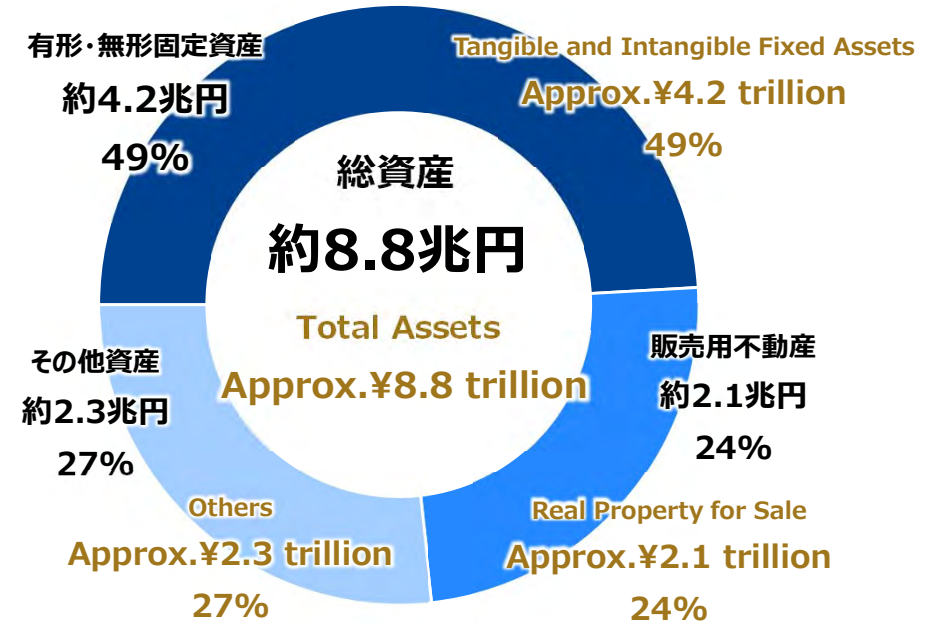 有形・無形固定資産
約4.2兆円
49%
Tangible and Intangible Fixed Assets
Approx.¥4.2 trillion
49%
総資産
約8.8兆円
Total Assets
Approx.¥8.8 trillion
その他資産
約2.3兆円
27%
Others
Approx.¥2.3 trillion
27%
販売用不動産
約2.1兆円
24%
Real Property for Sale
Approx.¥2.1 trillion
24%